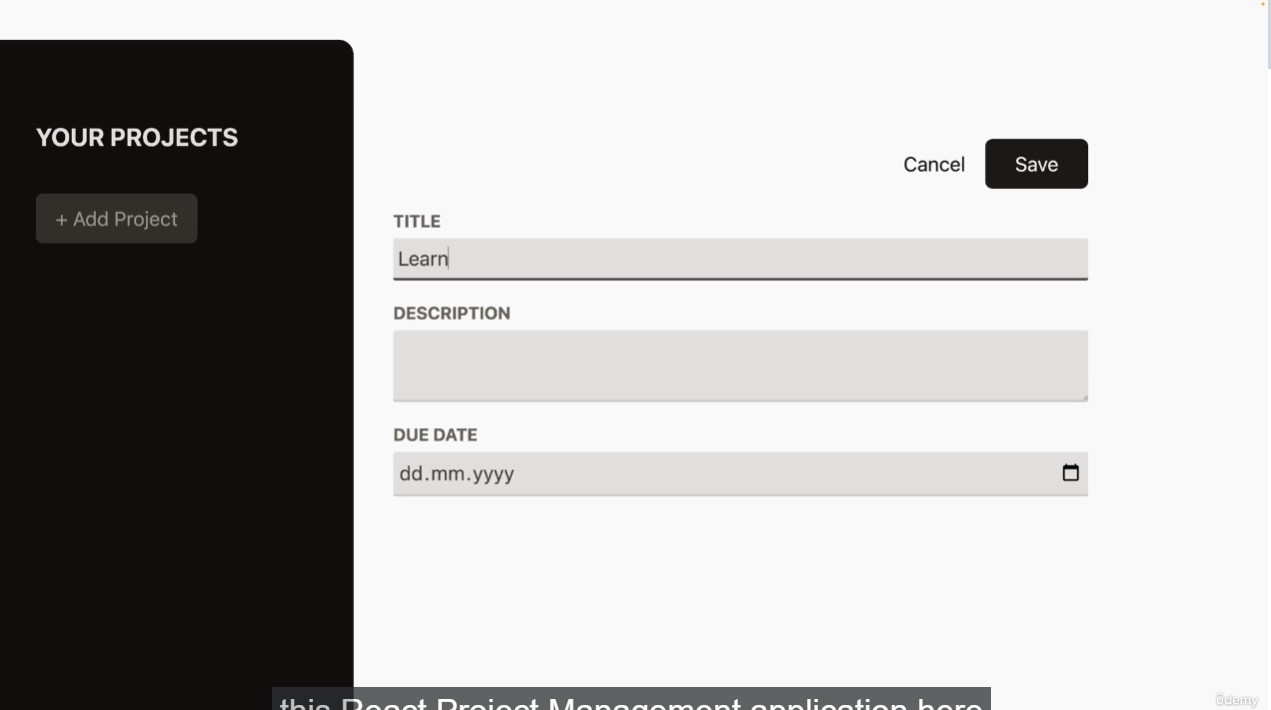 YOUR PROJECTS
+ Add Project
Cancel
Save
TITLE
Learn
DESCRIPTION
DUE DATE
dd.mm.yyyy
this React Project Management application here
ûdemy